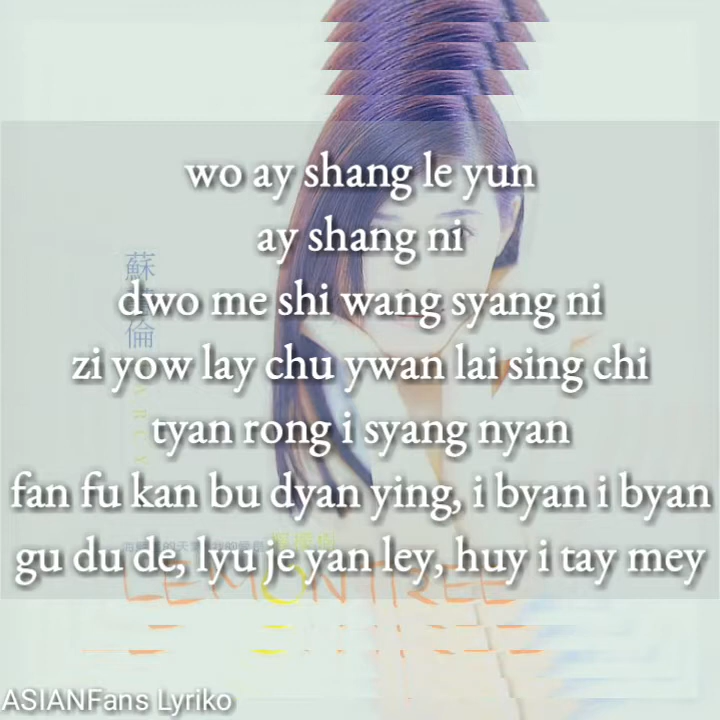 wo ay shang le yun
ay shang ni
dwo me shi wang syang ni
zi yow lay chu ywan lai sing chi
tyan rong i syang nyan
fan fu kan bu dyan ying, i byan i byan
gu du de, lyu je yan ley, huy i tay mey
蘇
倫
LEMON TREE
ASIANFans Lyriko